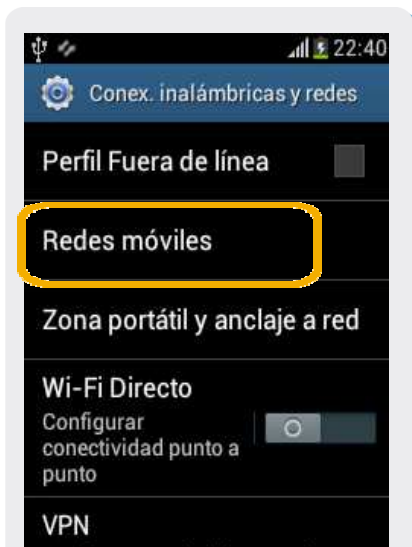 22:40
Conex. inalámbricas y redes
Perfil Fuera de línea
Redes móviles
Zona portátil y anclaje a red
Wi-Fi Directo
Configurar
conectividad punto a
punto
VPN